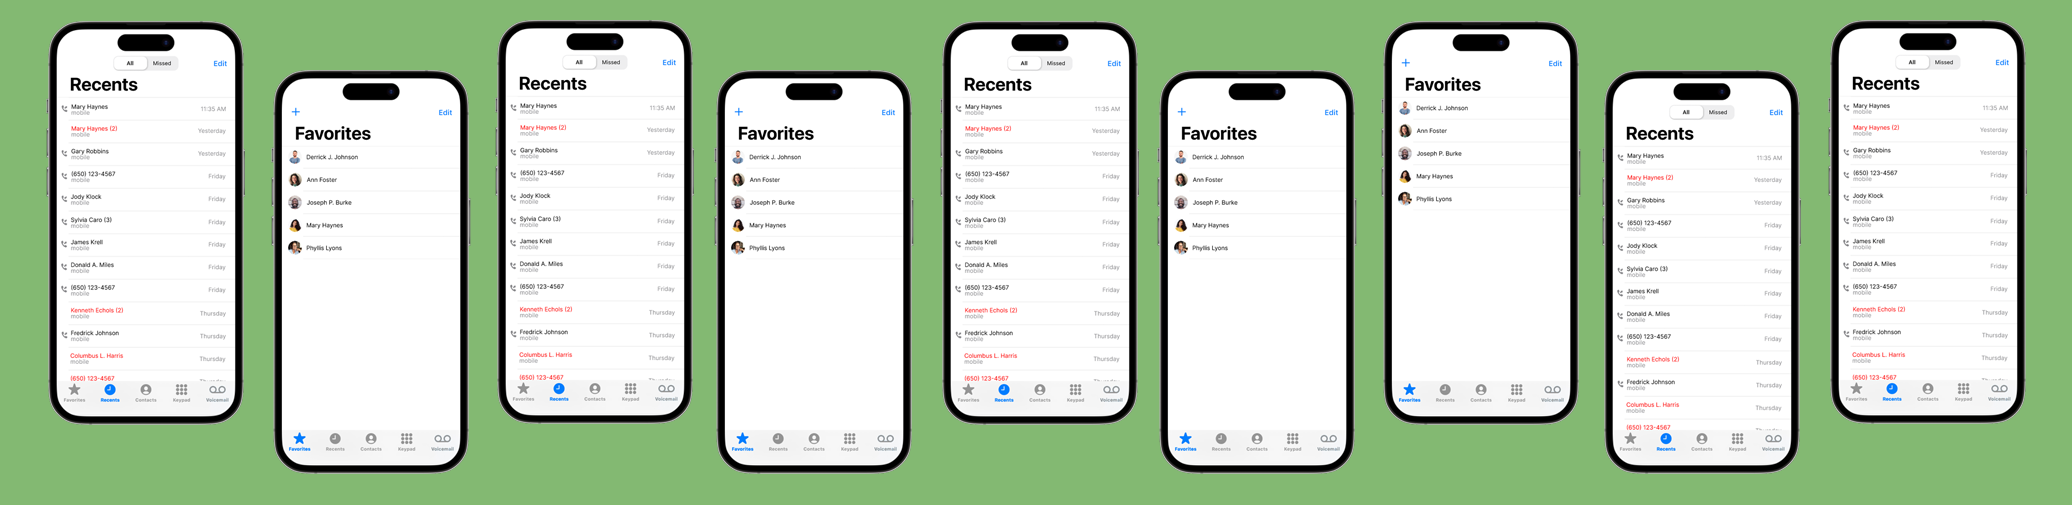 All Missed Edit
Recents
Mary Haynes
mobile
11:35 AM
Mary Haynes (2)
mobile
Yesterday
Gary Robbins
mobile
Yesterday
(650) 123-4567
mobile
Friday
Jody Klock
mobile
Friday
Sylvia Caro (3)
mobile
Friday
James Krell
mobile
Friday
Donald A. Miles
mobile
Friday
(650) 123-4567
mobile
Friday
Kenneth Echols (2)
mobile
Thursday
Fredrick Johnson
mobile
Thursday
Columbus L. Harris
mobile
Thursday
(650) 123-4567
Favorites Recents Contacts Keypad Voicemail
+ Edit
Favorites
Derrick J. Johnson
Ann Foster
Joseph P. Burke
Mary Haynes
Phyllis Lyons
Favorites Recents Contacts Keypad Voicemail
All Missed Edit
Recents
Mary Haynes
mobile
11:35 AM
Mary Haynes (2)
mobile
Yesterday
Gary Robbins
mobile
Yesterday
(650) 123-4567
mobile
Friday
Jody Klock
mobile
Friday
Sylvia Caro (3)
mobile
Friday
James Krell
mobile
Friday
Donald A. Miles
mobile
Friday
(650) 123-4567
mobile
Friday
Kenneth Echols (2)
mobile
Thursday
Fredrick Johnson
mobile
Thursday
Columbus L. Harris
mobile
Thursday
(650) 123-4567
Favorites Recents Contacts Keypad Voicemail
+ Edit
Favorites
Derrick J. Johnson
Ann Foster
Joseph P. Burke
Mary Haynes
Phyllis Lyons
Favorites Recents Contacts Keypad Voicemail
All Missed Edit
Recents
Mary Haynes
mobile
11:35 AM
Mary Haynes (2)
mobile
Yesterday
Gary Robbins
mobile
Yesterday
(650) 123-4567
mobile
Friday
Jody Klock
mobile
Friday
Sylvia Caro (3)
mobile
Friday
James Krell
mobile
Friday
Donald A. Miles
mobile
Friday
(650) 123-4567
mobile
Friday
Kenneth Echols (2)
mobile
Thursday
Fredrick Johnson
mobile
Thursday
Columbus L. Harris
mobile
Thursday
(650) 123-4567
Favorites Recents Contacts Keypad Voicemail
+ Edit
Favorites
Derrick J. Johnson
Ann Foster
Joseph P. Burke
Mary Haynes
Phyllis Lyons
Favorites Recents Contacts Keypad Voicemail
+ Edit
Favorites
Derrick J. Johnson
Ann Foster
Joseph P. Burke
Mary Haynes
Phyllis Lyons
Favorites Recents Contacts Keypad Voicemail
All Missed Edit
Recents
Mary Haynes
mobile
11:35 AM
Mary Haynes (2)
mobile
Yesterday
Gary Robbins
mobile
Yesterday
(650) 123-4567
mobile
Friday
Jody Klock
mobile
Friday
Sylvia Caro (3)
mobile
Friday
James Krell
mobile
Friday
Donald A. Miles
mobile
Friday
(650) 123-4567
mobile
Friday
Kenneth Echols (2)
mobile
Thursday
Fredrick Johnson
mobile
Thursday
Columbus L. Harris
mobile
Thursday
(650) 123-4567
Favorites Recents Contacts Keypad Voicemail
All Missed Edit
Recents
Mary Haynes
mobile
11:35 AM
Mary Haynes (2)
mobile
Yesterday
Gary Robbins
mobile
Yesterday
(650) 123-4567
mobile
Friday
Jody Klock
mobile
Friday
Sylvia Caro (3)
mobile
Friday
James Krell
mobile
Friday
Donald A. Miles
mobile
Friday
(650) 123-4567
mobile
Friday
Kenneth Echols (2)
mobile
Thursday
Fredrick Johnson
mobile
Thursday
Columbus L. Harris
mobile
Thursday
(650) 123-4567
Favorites Recents Contacts Keypad Voicemail